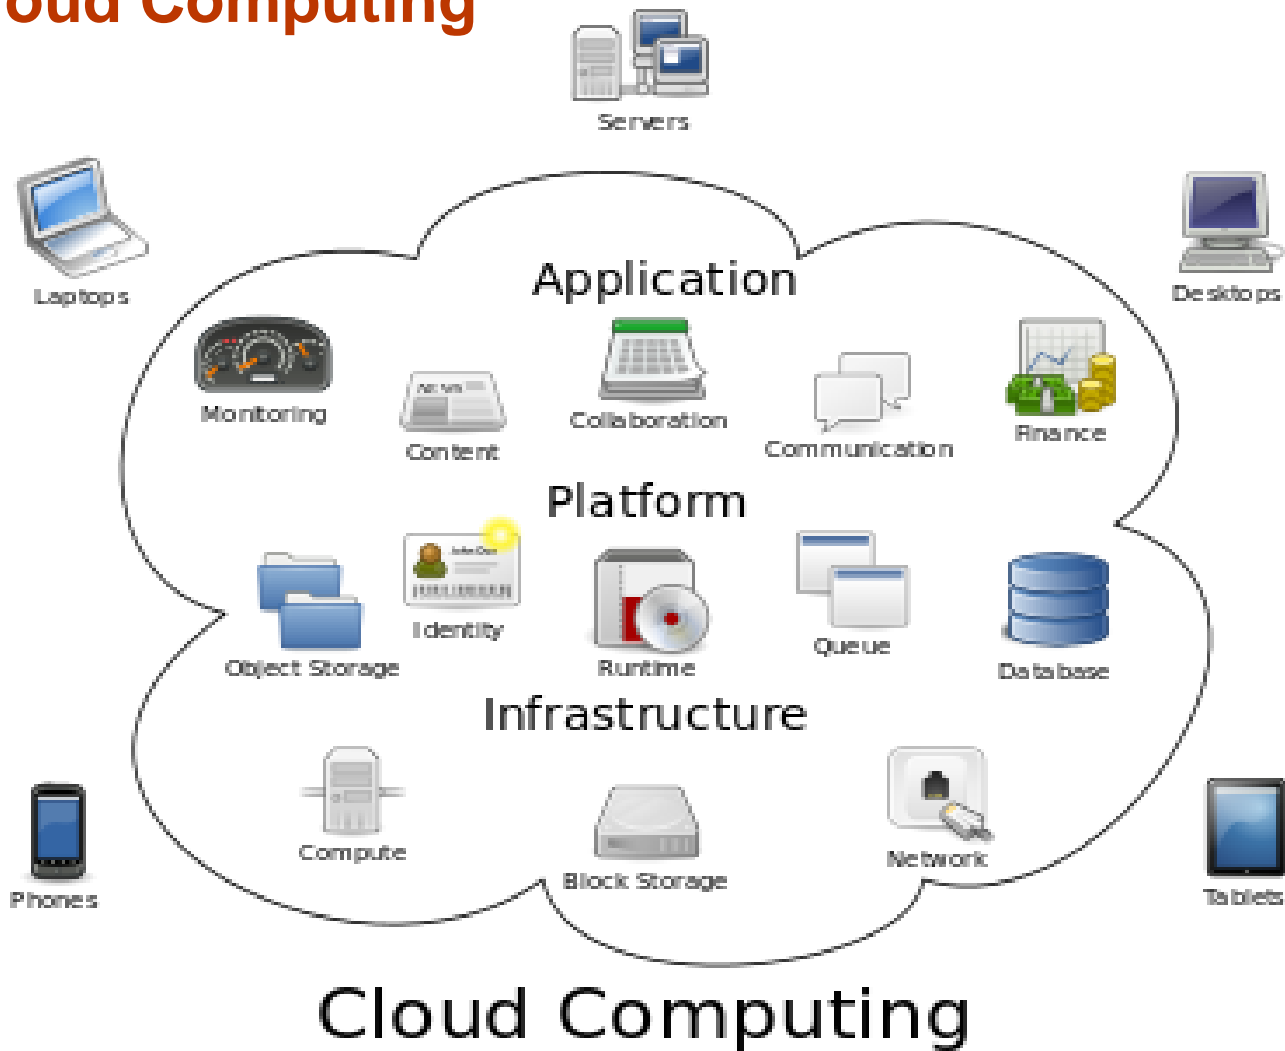 oud Computing
Servers
Laptops
Desktops
Application
Monitoring
Content
Collaboration
Communication
Finance
Platform
Object Storage
Identity
Runtime
Queue
Database
Infrastructure
Compute
Block Storage
Network
Phones
Tablets
Cloud Computing